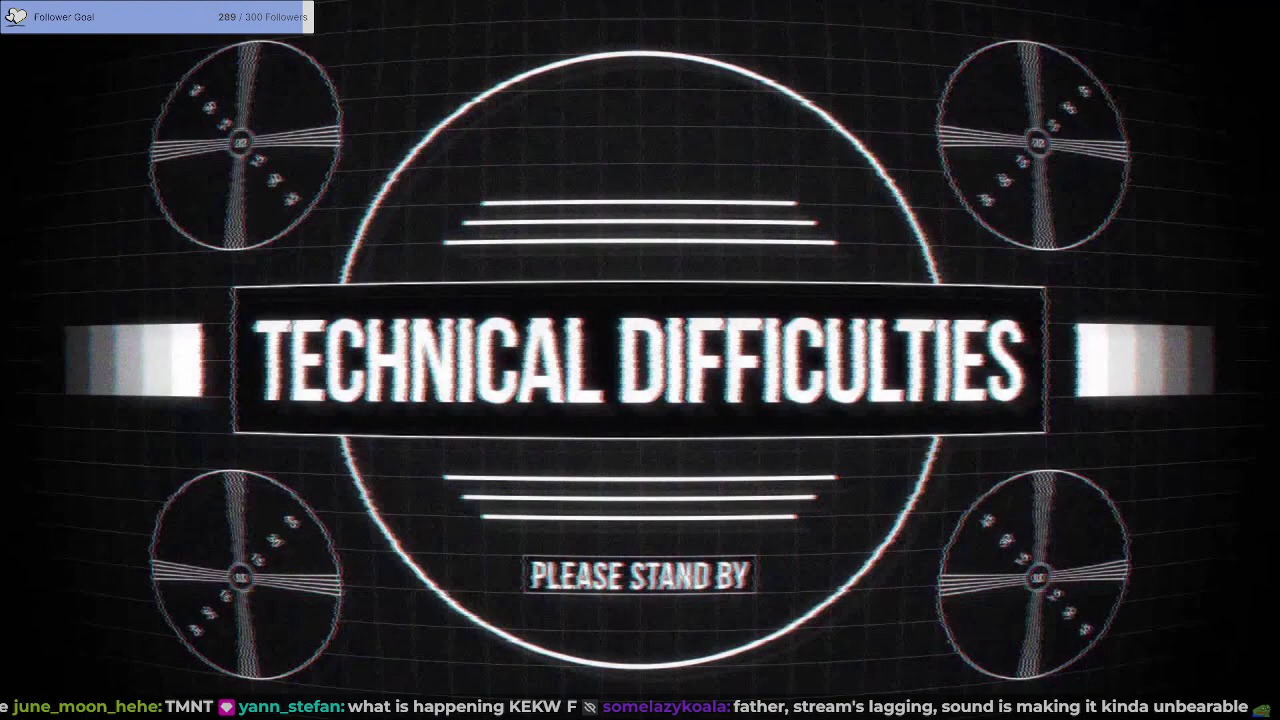 Follower Goal 289 / 300 Followers
TECHNICAL DIFFICULTIES
PLEASE STAND BY
e june_moon_hehe: TMNT yann_stefan: what is happening KEKW F somelazykoala: father, stream's lagging, sound is making it kinda unbearable